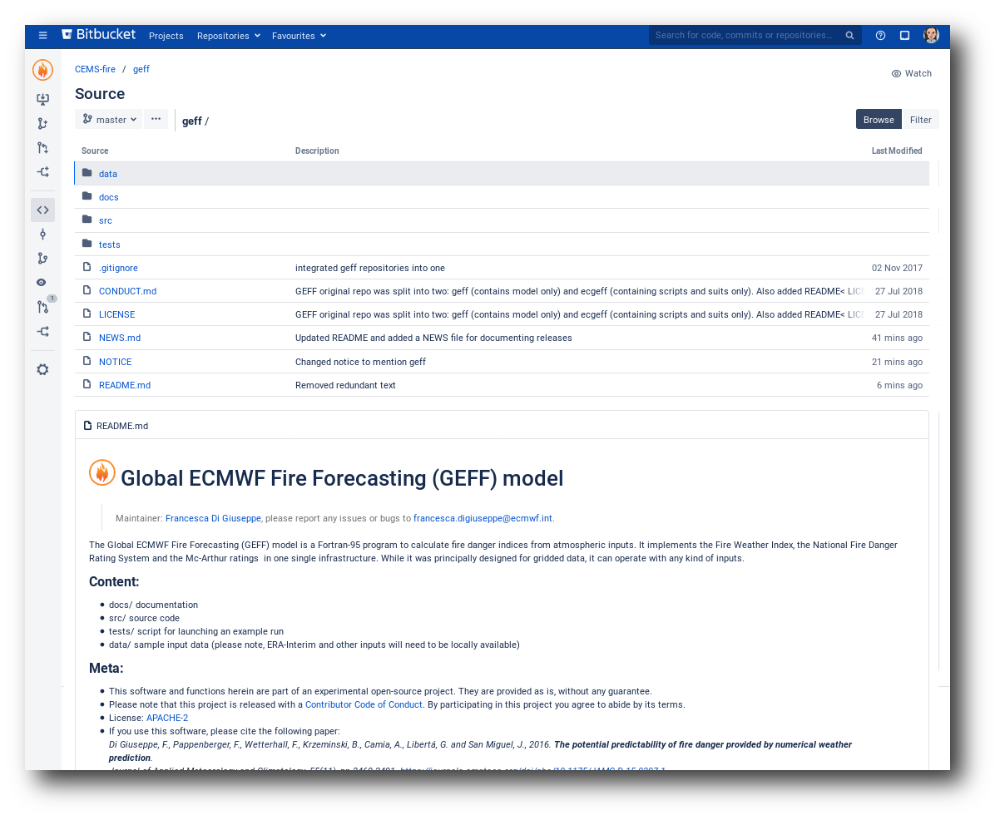 Bitbucket Projects Repositories Favourites Search for code, commits or repositories...
CEMS-fire / geff
Watch
Source
master ··· geff / Browse Filter
Source Description Last Modified
data
docs
src
tests
.gitignore integrated geff repositories into one 02 Nov 2017
CONDUCT.md GEFF original repo was split into two: geff (contains model only) and ecgeff (containing scripts and suits only). Also added README< LICE 27 Jul 2018
1
LICENSE GEFF original repo was split into two: geff (contains model only) and ecgeff (containing scripts and suits only). Also added README< LICE 27 Jul 2018
NEWS.md Updated README and added a NEWS file for documenting releases 41 mins ago
NOTICE Changed notice to mention geff 21 mins ago
README.md Removed redundant text 6 mins ago
README.md
Global ECMWF Fire Forecasting (GEFF) model
Maintainer: Francesca Di Giuseppe, please report any issues or bugs to francesca.digiuseppe@ecmwf.int.
The Global ECMWF Fire Forecasting (GEFF) model is a Fortran-95 program to calculate fire danger indices from atmospheric inputs. It implements the Fire Weather Index, the National Fire Danger
Rating System and the Mc-Arthur ratings in one single infrastructure. While it was principally designed for gridded data, it can operate with any kind of inputs.
Content:
• docs/ documentation
• src/ source code
• tests/ script for launching an example run
• data/ sample input data (please note, ERA-Interim and other inputs will need to be locally available)
Meta:
• This software and functions herein are part of an experimental open-source project. They are provided as is, without any guarantee.
• Please note that this project is released with a Contributor Code of Conduct. By participating in this project you agree to abide by its terms.
• License: APACHE-2
• If you use this software, please cite the following paper:
Di Giuseppe, F., Pappenberger, F., Wetterhall, F., Krzeminski, B., Camia, A., Libertá, G. and San Miguel, J., 2016. The potential predictability of fire danger provided by numerical weather
prediction.
Journal of Applied Meteorology and Climatology, 55(11), pp.2469-2491.